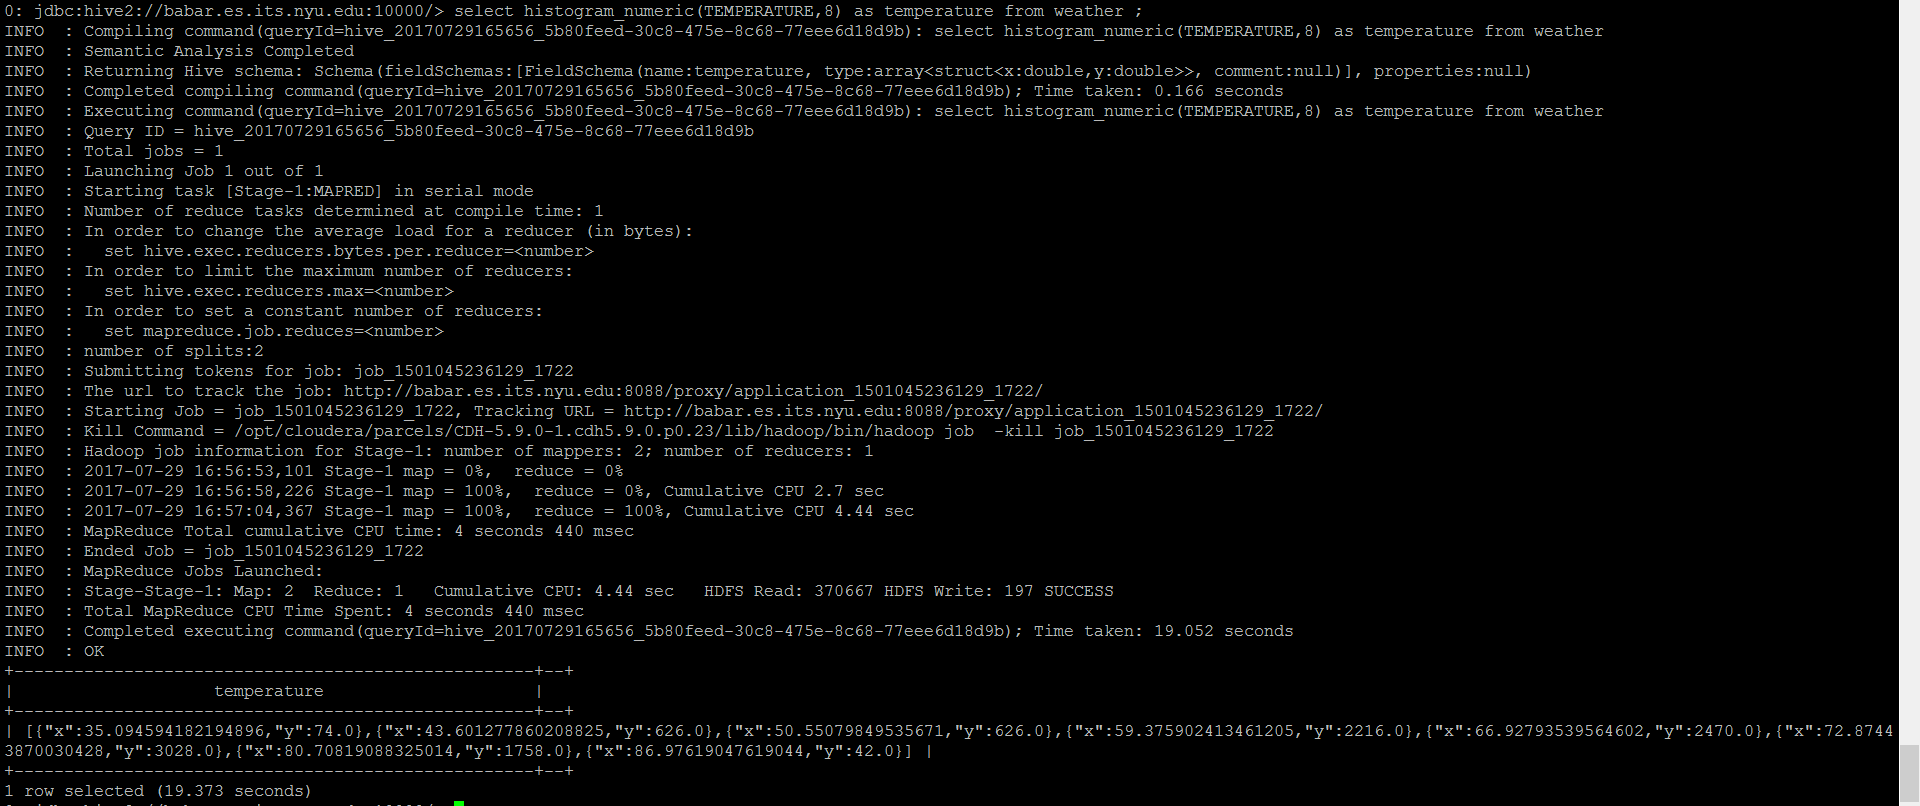 0: jdbc:hive2://babar.es.its.nyu.edu:10000/> select histogram_numeric(TEMPERATURE,8) as temperature from weather ;
INFO  : Compiling command(queryId=hive_20170729165656_5b80feed-30c8-475e-8c68-77eee6d18d9b): select histogram_numeric(TEMPERATURE,8) as temperature from weather
INFO  : Semantic Analysis Completed
INFO  : Returning Hive schema: Schema(fieldSchemas:[FieldSchema(name:temperature, type:array<struct<x:double,y:double>>, comment:null)], properties:null)
INFO  : Completed compiling command(queryId=hive_20170729165656_5b80feed-30c8-475e-8c68-77eee6d18d9b); Time taken: 0.166 seconds
INFO  : Executing command(queryId=hive_20170729165656_5b80feed-30c8-475e-8c68-77eee6d18d9b): select histogram_numeric(TEMPERATURE,8) as temperature from weather
INFO  : Query ID = hive_20170729165656_5b80feed-30c8-475e-8c68-77eee6d18d9b
INFO  : Total jobs = 1
INFO  : Launching Job 1 out of 1
INFO  : Starting task [Stage-1:MAPRED] in serial mode
INFO  : Number of reduce tasks determined at compile time: 1
INFO  : In order to change the average load for a reducer (in bytes):
INFO  :   set hive.exec.reducers.bytes.per.reducer=<number>
INFO  : In order to limit the maximum number of reducers:
INFO  :   set hive.exec.reducers.max=<number>
INFO  : In order to set a constant number of reducers:
INFO  :   set mapreduce.job.reduces=<number>
INFO  : number of splits:2
INFO  : Submitting tokens for job: job_1501045236129_1722
INFO  : The url to track the job: http://babar.es.its.nyu.edu:8088/proxy/application_1501045236129_1722/
INFO  : Starting Job = job_1501045236129_1722, Tracking URL = http://babar.es.its.nyu.edu:8088/proxy/application_1501045236129_1722/
INFO  : Kill Command = /opt/cloudera/parcels/CDH-5.9.0-1.cdh5.9.0.p0.23/lib/hadoop/bin/hadoop job  -kill job_1501045236129_1722
INFO  : Hadoop job information for Stage-1: number of mappers: 2; number of reducers: 1
INFO  : 2017-07-29 16:56:53,101 Stage-1 map = 0%,  reduce = 0%
INFO  : 2017-07-29 16:56:58,226 Stage-1 map = 100%,  reduce = 0%, Cumulative CPU 2.7 sec
INFO  : 2017-07-29 16:57:04,367 Stage-1 map = 100%,  reduce = 100%, Cumulative CPU 4.44 sec
INFO  : MapReduce Total cumulative CPU time: 4 seconds 440 msec
INFO  : Ended Job = job_1501045236129_1722
INFO  : MapReduce Jobs Launched:
INFO  : Stage-Stage-1: Map: 2  Reduce: 1   Cumulative CPU: 4.44 sec   HDFS Read: 370667 HDFS Write: 197 SUCCESS
INFO  : Total MapReduce CPU Time Spent: 4 seconds 440 msec
INFO  : Completed executing command(queryId=hive_20170729165656_5b80feed-30c8-475e-8c68-77eee6d18d9b); Time taken: 19.052 seconds
INFO  : OK
+----------------------------------------------------+--+
|                    temperature                     |
+----------------------------------------------------+--+
| [{"x":35.094594182194896,"y":74.0},{"x":43.601277860208825,"y":626.0},{"x":50.55079849535671,"y":626.0},{"x":59.375902413461205,"y":2216.0},{"x":66.92793539564602,"y":2470.0},{"x":72.8744
3870030428,"y":3028.0},{"x":80.70819088325014,"y":1758.0},{"x":86.97619047619044,"y":42.0}] |
+----------------------------------------------------+--+
1 row selected (19.373 seconds)